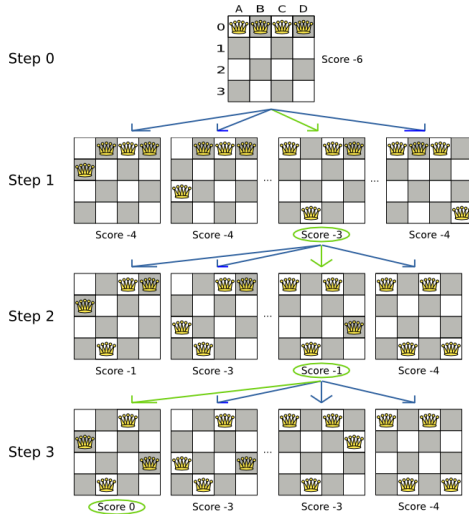 A B C D
0
Step 0
1
Score -6
2
3
Step 1
... ...
Score -4 Score -4 Score -3 Score -4
Step 2
...
Score -1 Score -3 Score -1 Score -4
Step 3
...
Score 0 Score -3 Score -3 Score -4